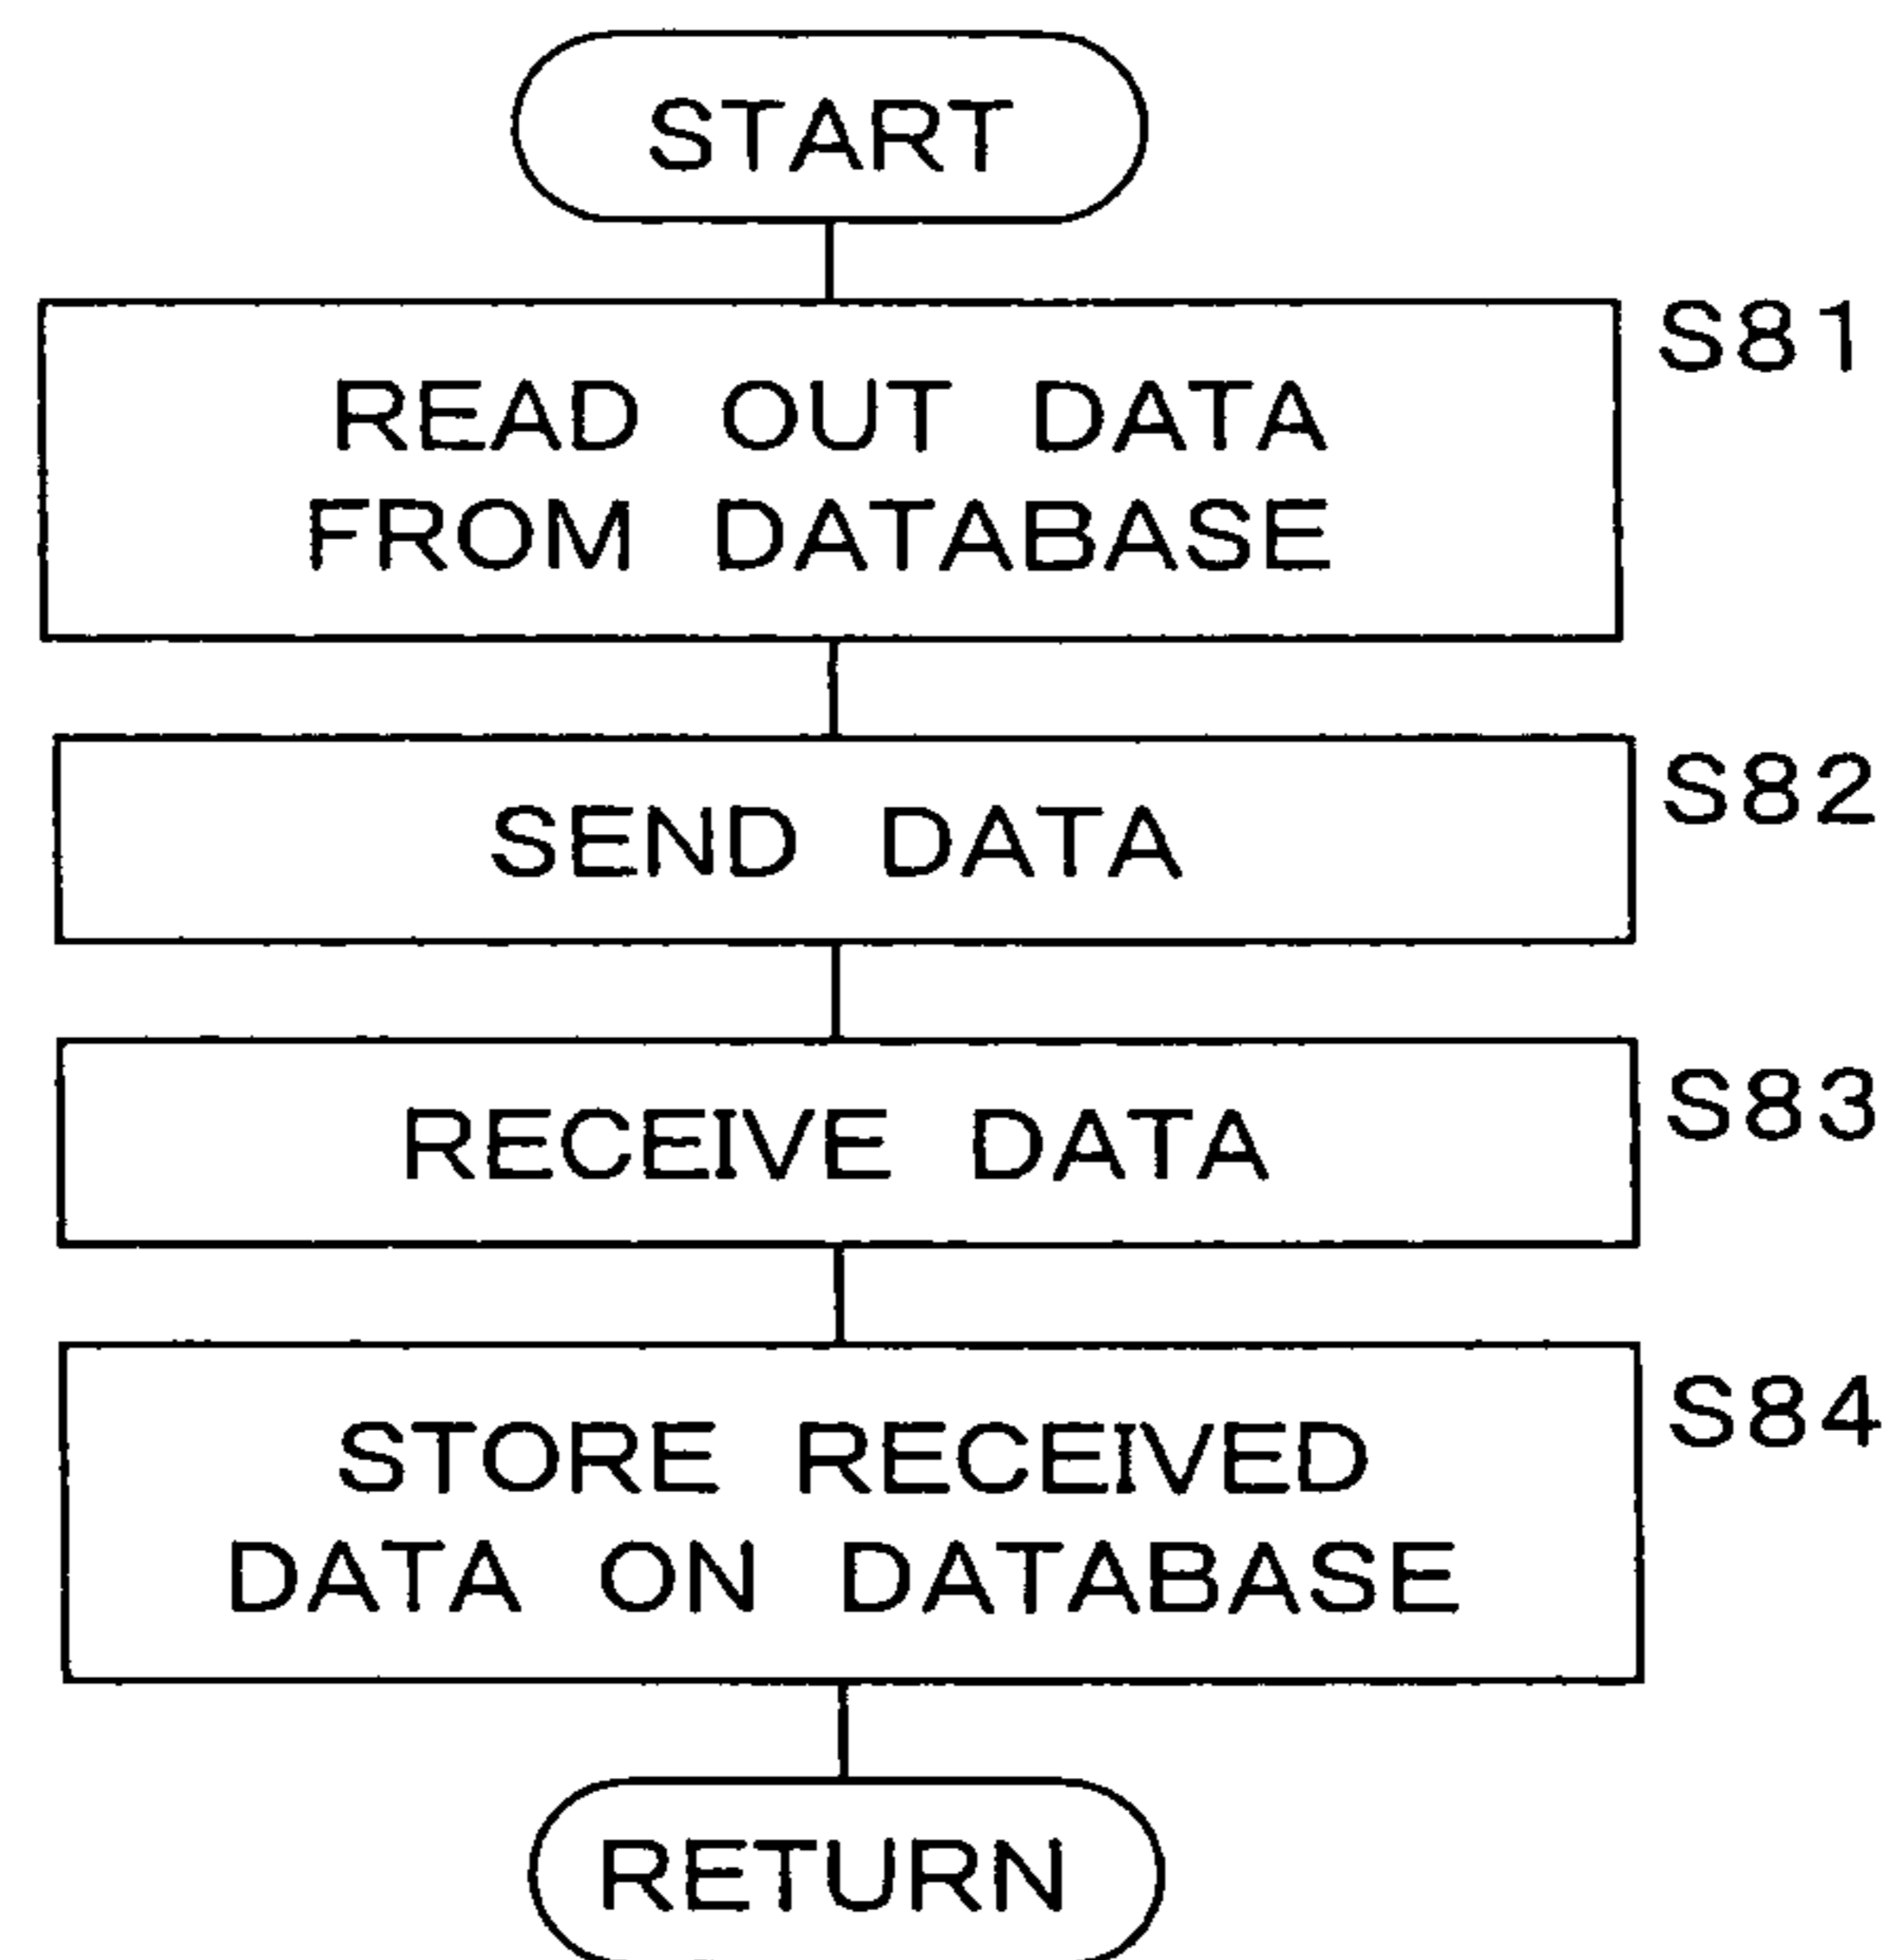 START
S81
READ OUT DATA
FROM DATABASE
S82
SEND DATA
S83
RECEIVE DATA
S84
STORE RECEIVED
DATA ON DATABASE
RETURN